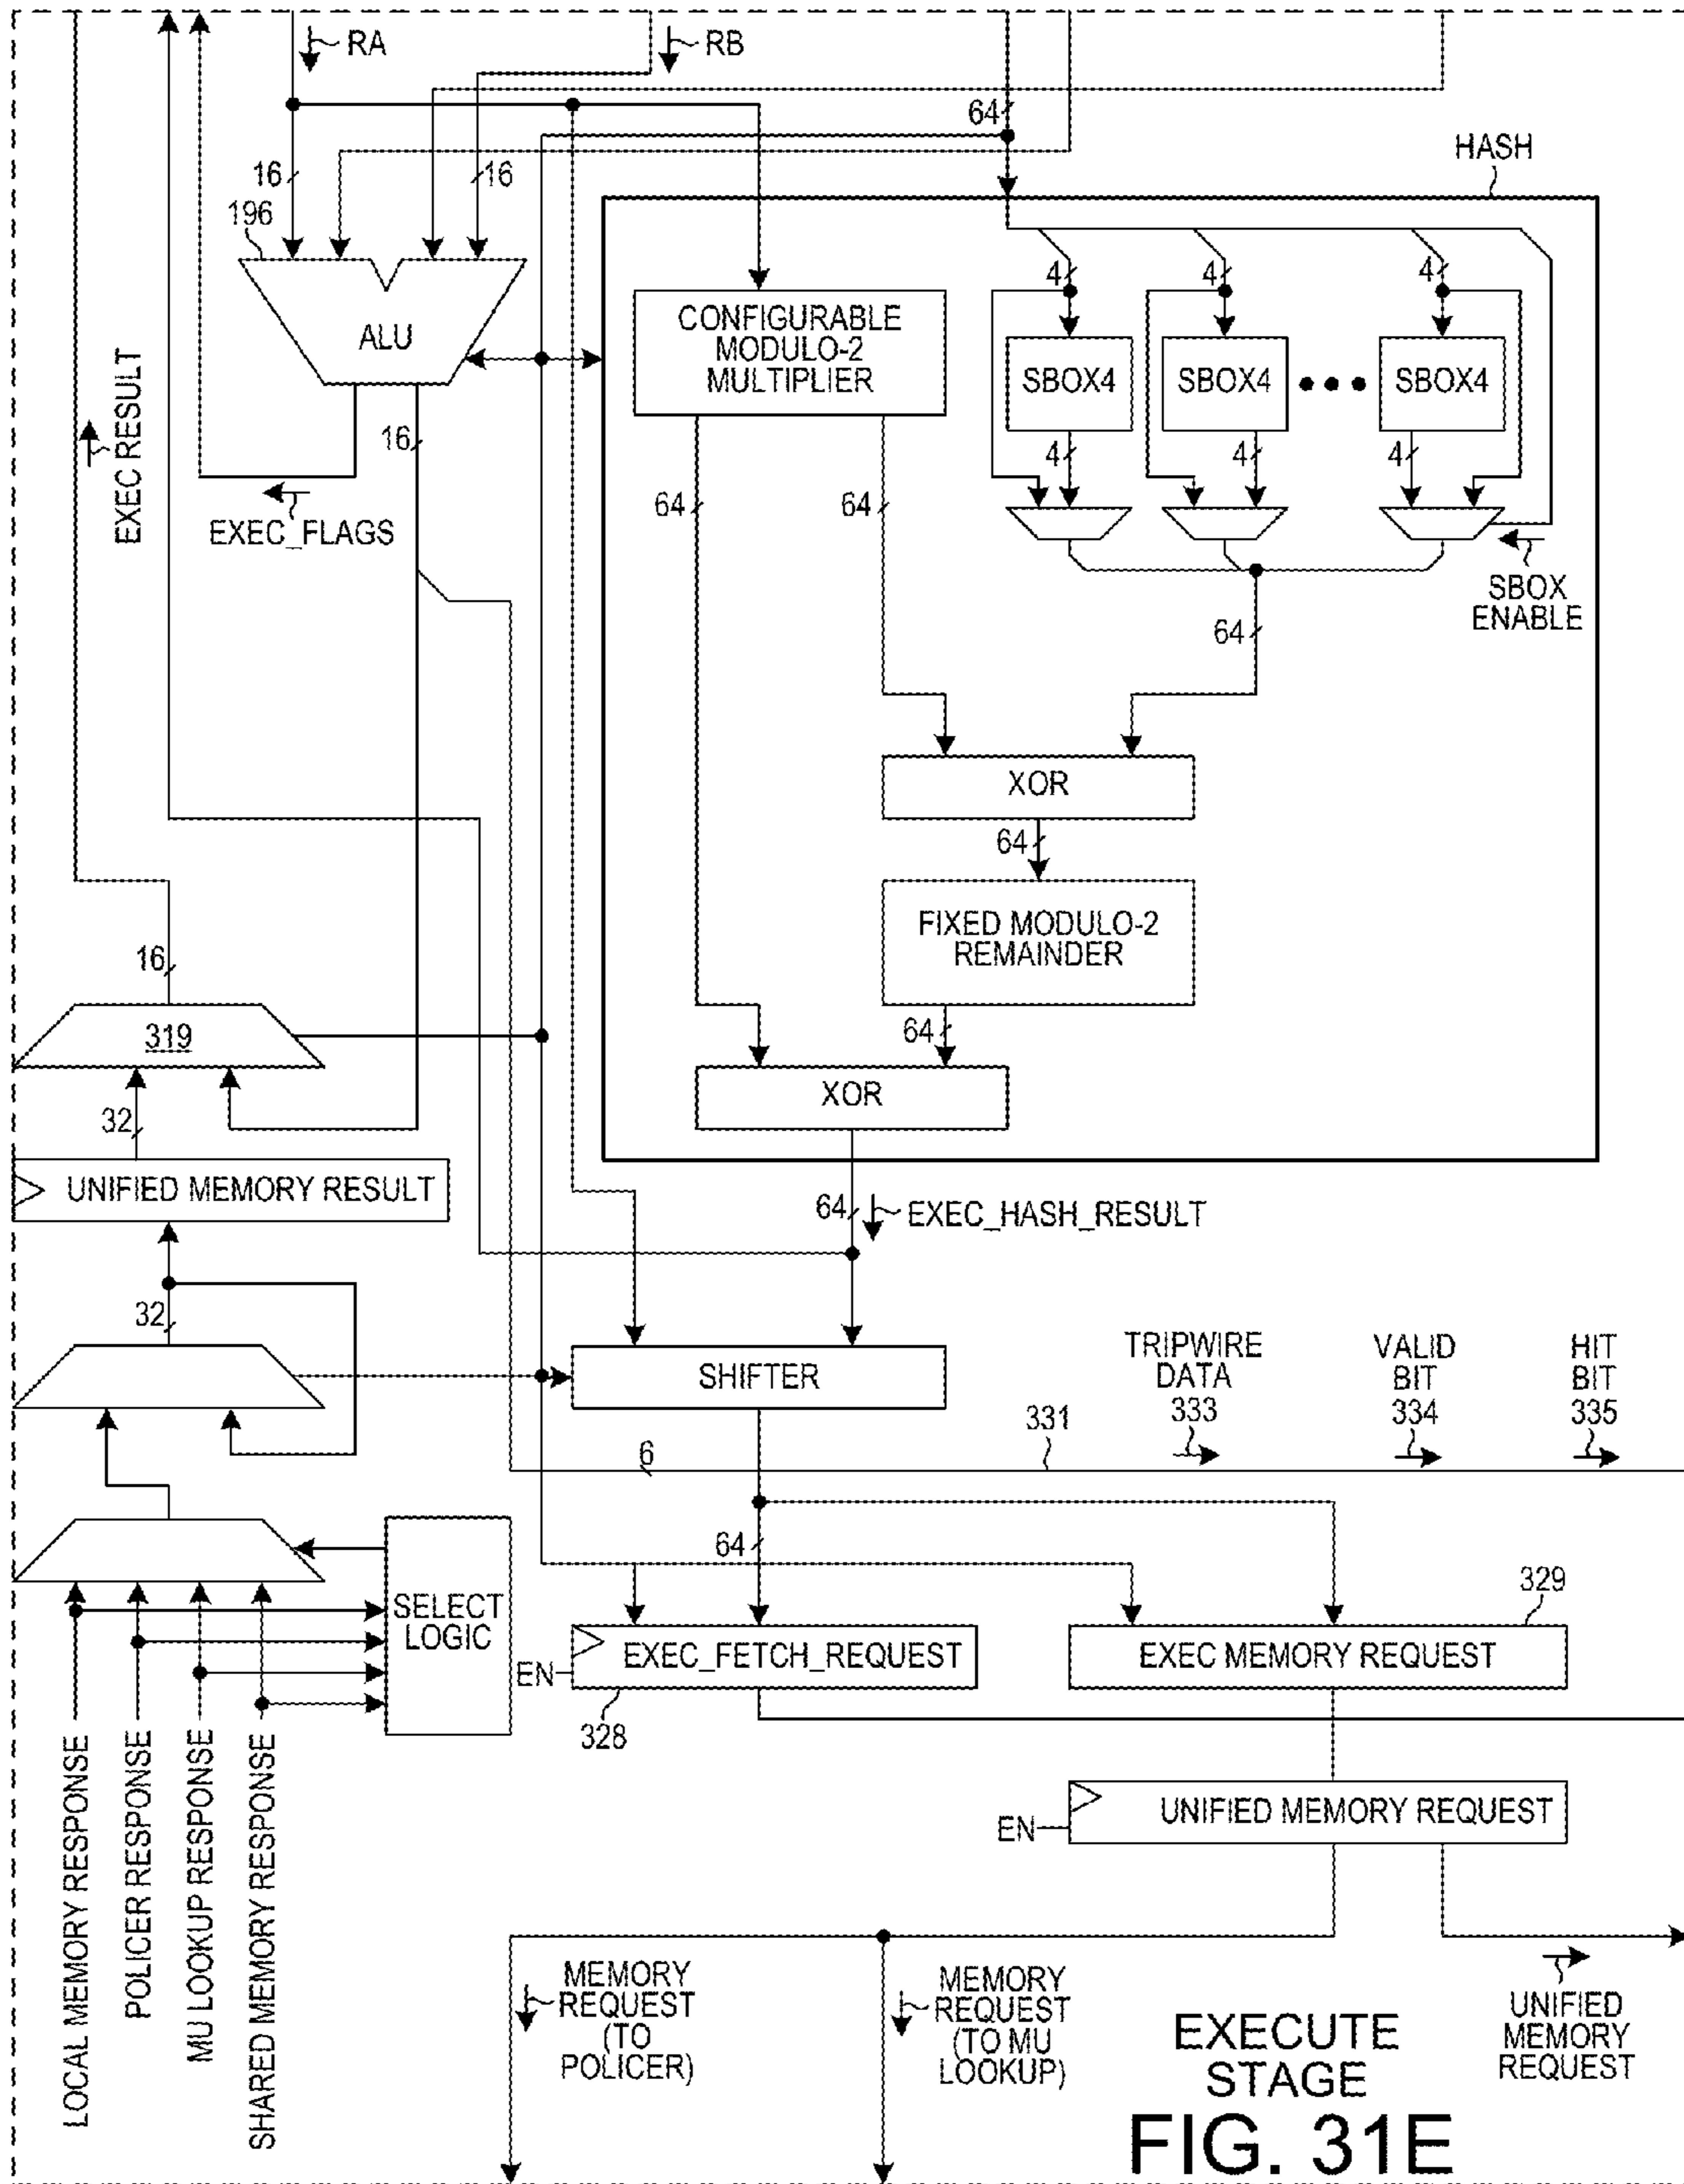 RA
RB
64
HASH
16
16
196
4
4
4
CONFIGURABLE
MODULO-2
MULTIPLIER
ALU
SBOX4
SBOX4
SBOX4
EXEC RESULT
16
4
4
4
64
64
EXEC_FLAGS
SBOX
ENABLE
64
XOR
64
FIXED MODULO-2
REMAINDER
16
64
319
XOR
32
UNIFIED MEMORY RESULT
64
EXEC_HASH_RESULT
32
TRIPWIRE
DATA
333
VALID
BIT
334
HIT
BIT
335
SHIFTER
331
6
64
329
SELECT
LOGIC
EXEC_FETCH_REQUEST
EXEC MEMORY REQUEST
EN
328
LOCAL MEMORY RESPONSE
POLICER RESPONSE
MU LOOKUP RESPONSE
SHARED MEMORY RESPONSE
UNIFIED MEMORY REQUEST
EN
MEMORY
REQUEST
(TO
POLICER)
MEMORY
REQUEST
(TO MU
LOOKUP)
UNIFIED
MEMORY
REQUEST
EXECUTE
STAGE
FIG. 31E